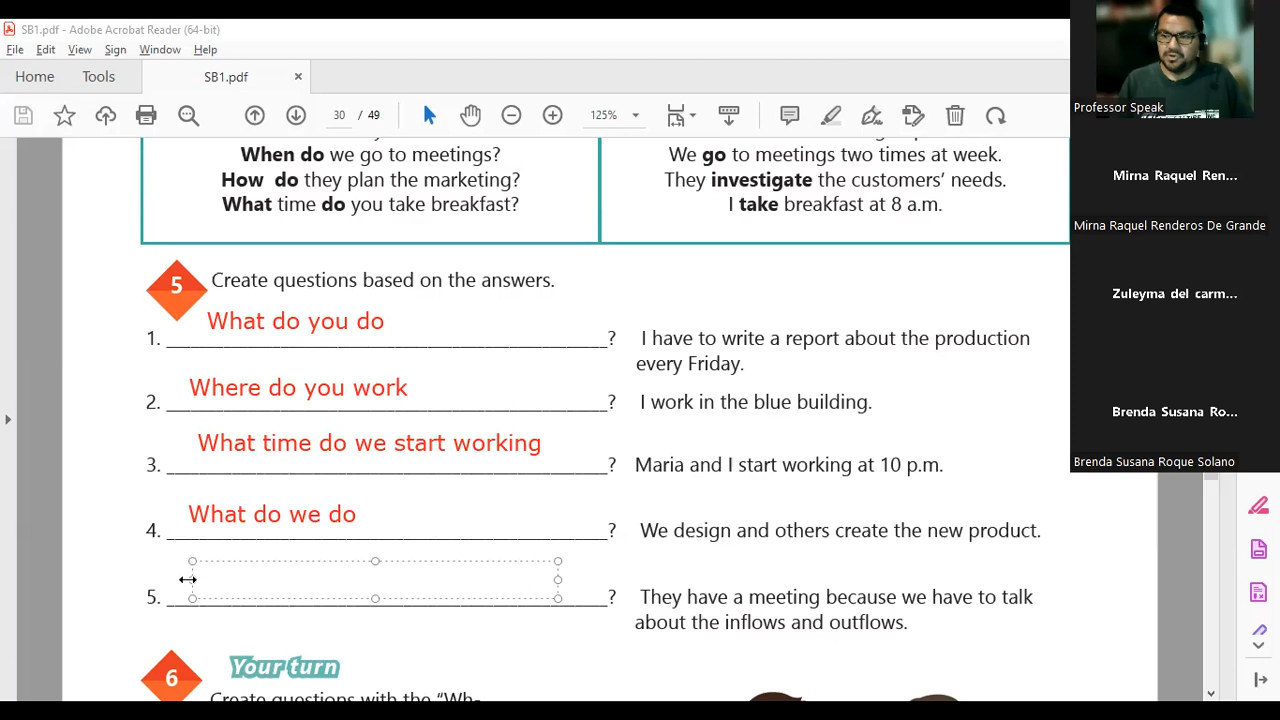 SB1.pdf - Adobe Acrobat Reader (64-bit)
File Edit View Sign Window Help
Home Tools SB1.pdf ×
30 / 49 125%
When do we go to meetings? We go to meetings two times at week.
How do they plan the marketing? They investigate the customers' needs.
What time do you take breakfast? I take breakfast at 8 a.m.
5 Create questions based on the answers.
What do you do
1. ? I have to write a report about the production
every Friday.
Where do you work
2. ? I work in the blue building.
What time do we start working
3. ? Maria and I start working at 10 p.m.
What do we do
4. ? We design and others create the new product.
5. ? They have a meeting because we have to talk
about the inflows and outflows.
6 Your turn
Create questions with the "Wh-
Professor Speak
Mirna Raquel Ren...
Mirna Raquel Renderos De Grande
Zuleyma del carm...
Brenda Susana Ro...
Brenda Susana Roque Solano